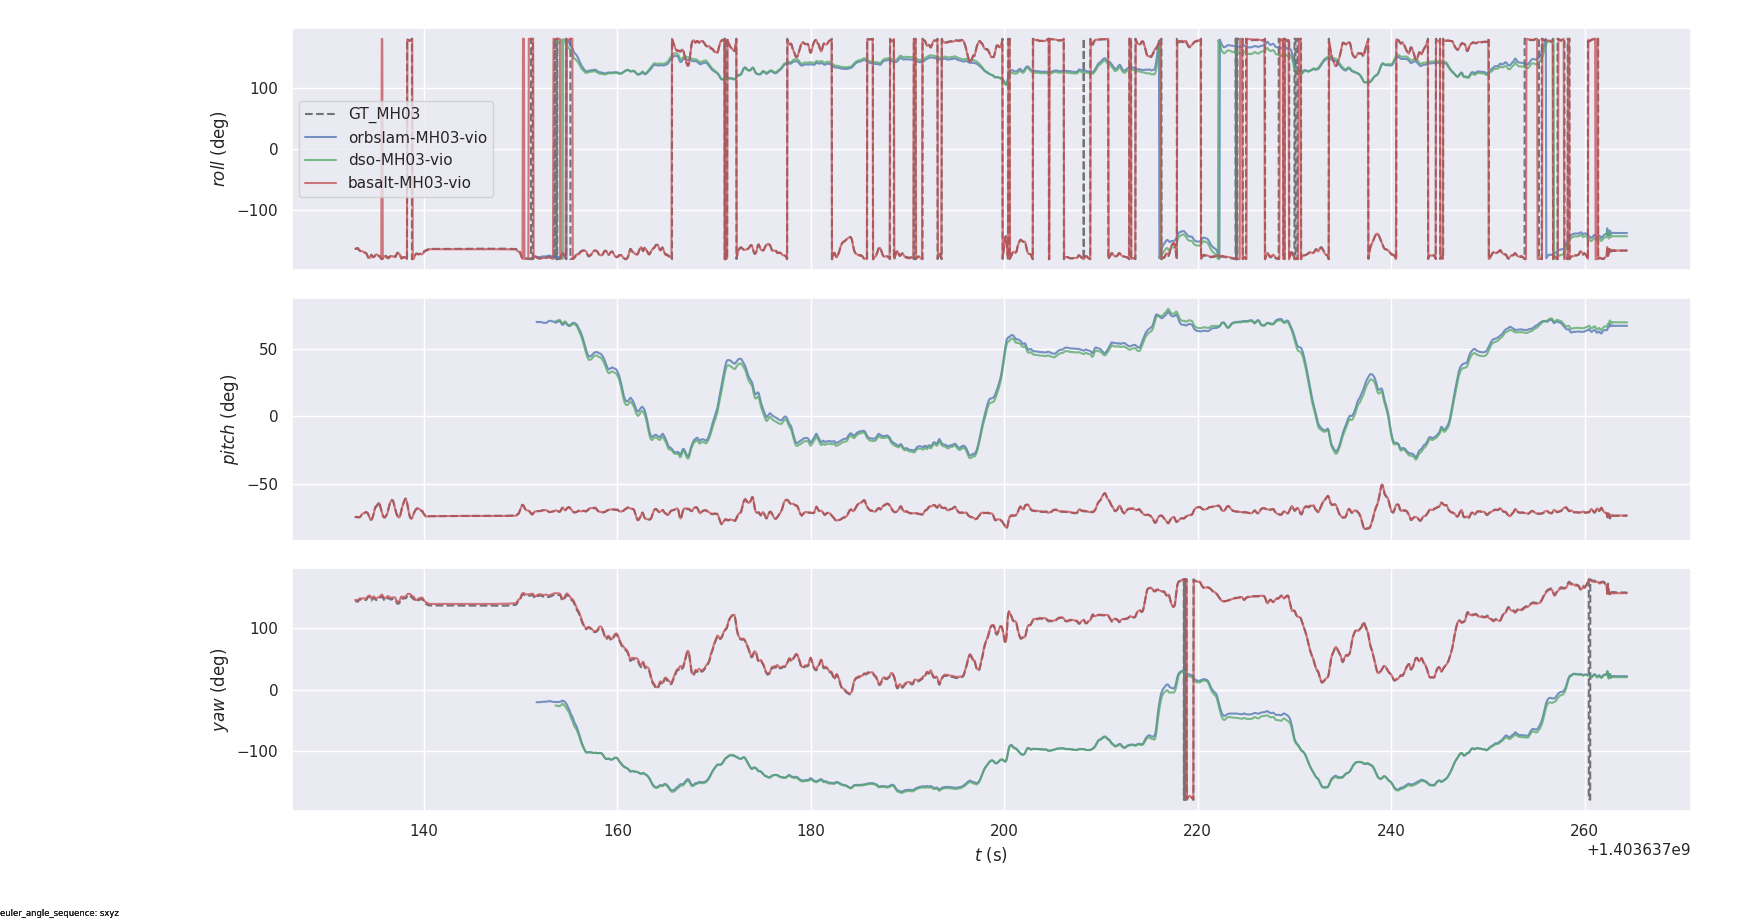 100
0
−100
roll (deg)
GT_MH03
orbslam-MH03-vio
dso-MH03-vio
basalt-MH03-vio
50
0
−50
pitch (deg)
100
0
−100
yaw (deg)
140 160 180 200 220 240 260
t (s)
+1.403637e9
euler_angle_sequence: sxyz